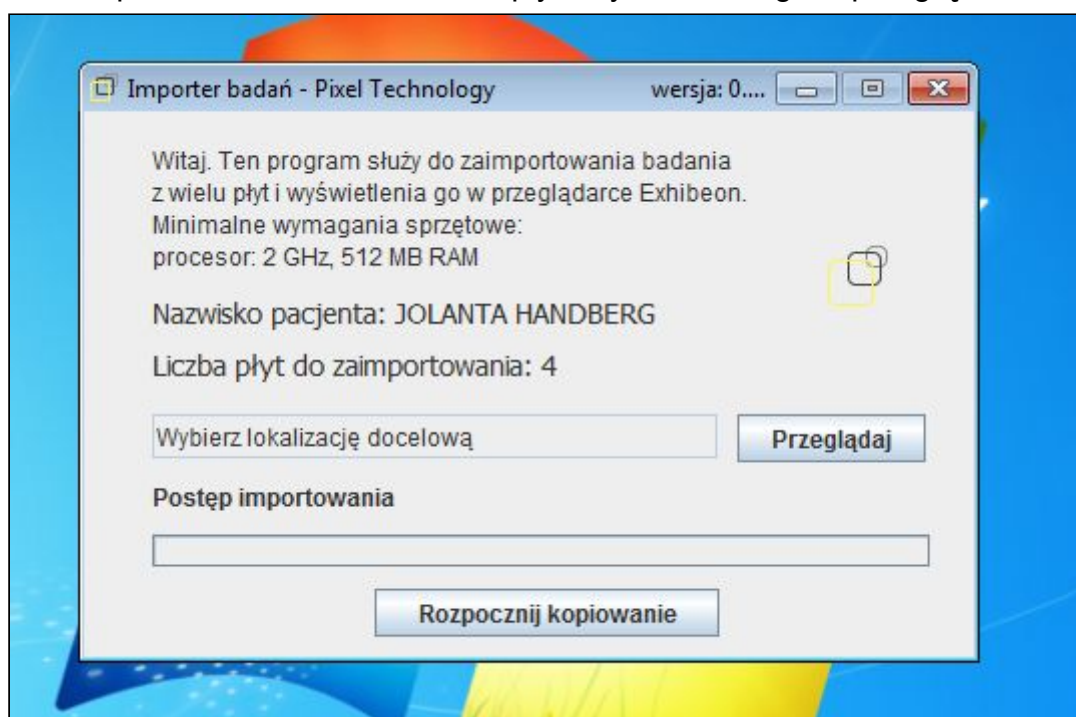 Importer badań - Pixel Technology wersja: 0....
Witaj. Ten program służy do zaimportowania badania
z wielu płyt i wyświetlenia go w przeglądarce Exhibeon.
Minimalne wymagania sprzętowe:
procesor: 2 GHz, 512 MB RAM
Nazwisko pacjenta: JOLANTA HANDBERG
Liczba płyt do zaimportowania: 4
Wybierz lokalizację docelową Przeglądaj
Postęp importowania
Rozpocznij kopiowanie